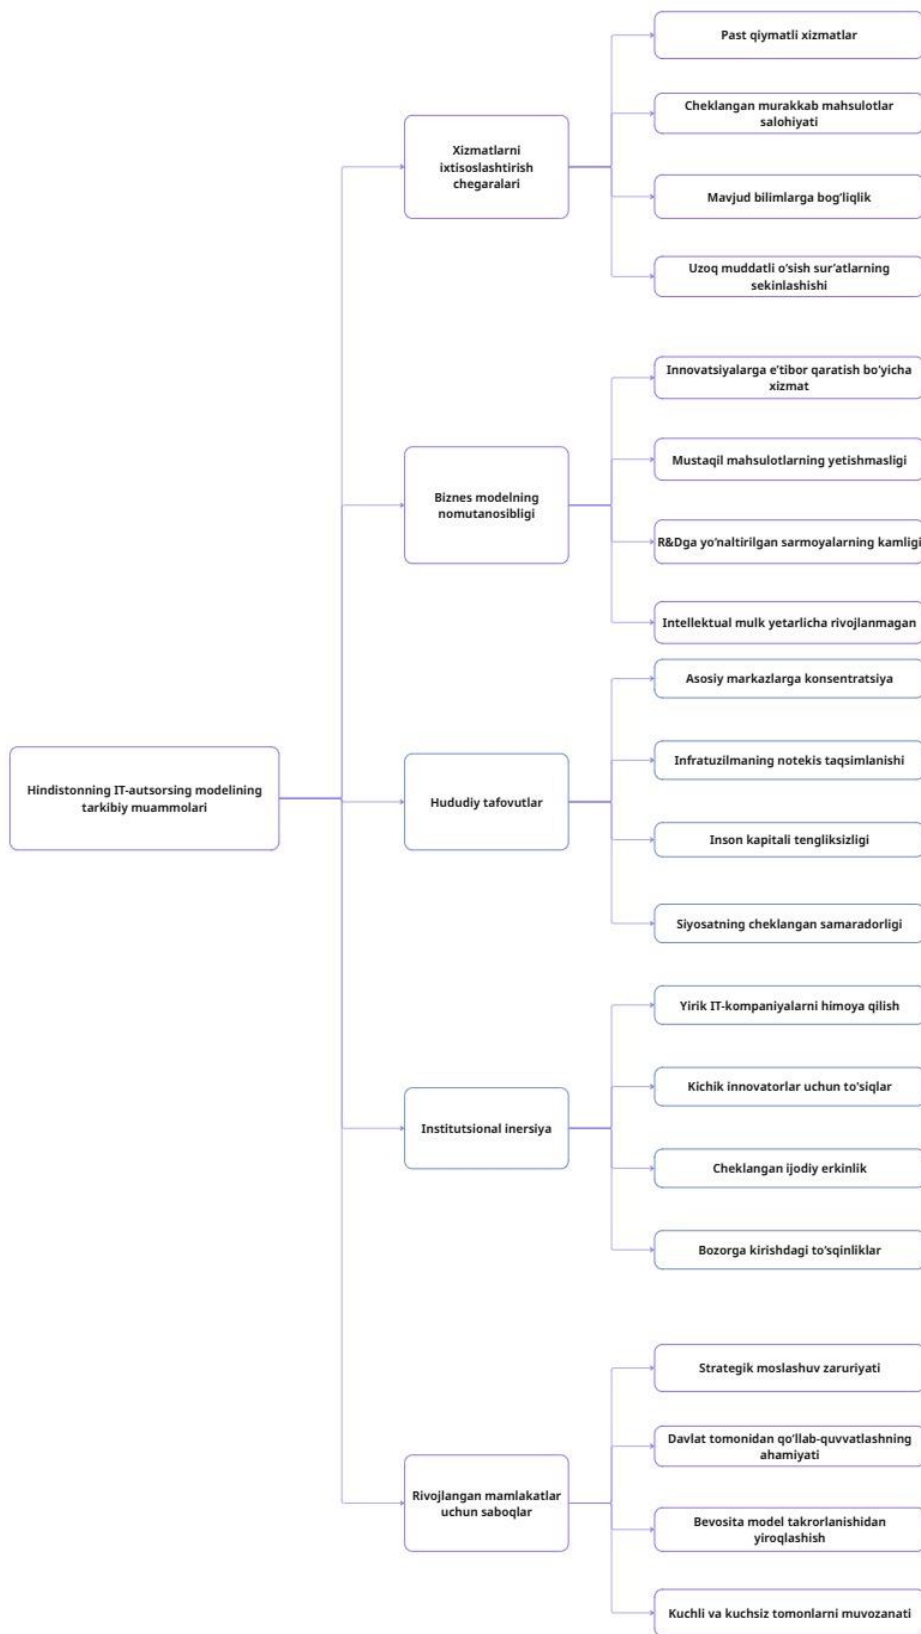 Hindistonning IT-autsorsing modelining
tarkibiy muammolari
Xizmatlarni
ixtisoslashtirish
chegaralari
Past qiymatli xizmatlar
Cheklangan murakkab mahsulotlar
salohiyati
Mavjud bilimlarga bog'liqlik
Uzoq muddatli o'sish sur'atlarning
sekinlashishi
Biznes modelning
nomutanosibligi
Innovatsiyalarga e'tibor qaratish bo'yicha
xizmat
Mustaqil mahsulotlarning yetishmasligi
R&Dga yo'naltirilgan sarmoyalarning kamligi
Intellektual mulk yetarlicha rivojlanmagan
Hududiy tafovutlar
Asosiy markazlarga konsentratsiya
Infratuzilmaning notekis taqsimlanishi
Inson kapitali tengliksizligi
Siyosatning cheklangan samaradorligi
Institutsional inersiya
Yirik IT-kompaniyalarni himoya qilish
Kichik innovatorlar uchun to'siqlar
Cheklangan ijodiy erkinlik
Bozorga kirishdagi to'sqinliklar
Rivojlangan mamlakatlar
uchun saboqlar
Strategik moslashuv zaruriyati
Davlat tomonidan qo'llab-quvvatlashning
ahamiyati
Bevosita model takrorlanishidan
yiroqlashish
Kuchli va kuchsiz tomonlarni muvozanati